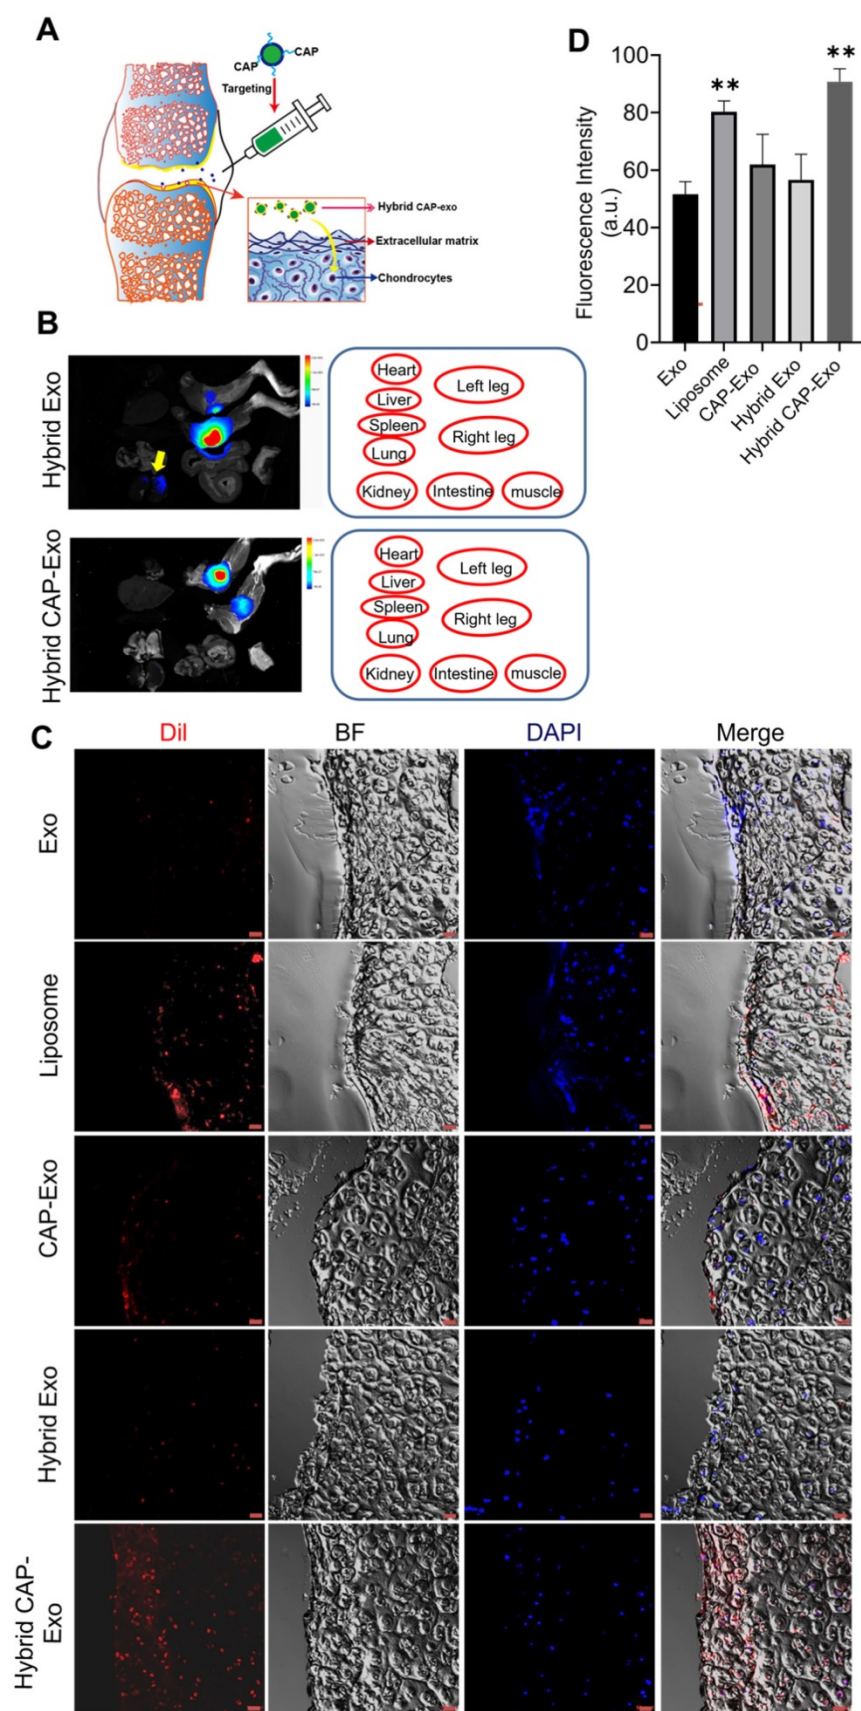 A
CAP
CAP
Targeting
Hybrid CAP-exo
Extracellular matrix
Chondrocytes
D
Fluorescence Intensity
(a.u.)
100
80
60
40
20
0
**
**
Exo
Liposome
CAP-Exo
Hybrid Exo
Hybrid CAP-Exo
B
Hybrid Exo
Heart
Liver
Spleen
Lung
Kidney
Left leg
Right leg
Intestine
muscle
Hybrid CAP-Exo
Heart
Liver
Spleen
Lung
Kidney
Left leg
Right leg
Intestine
muscle
C
Dil
BF
DAPI
Merge
Exo
Liposome
CAP-Exo
Hybrid Exo
Hybrid CAP-
Exo